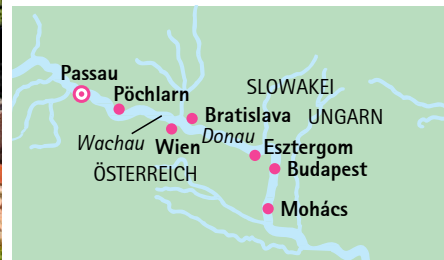 Passau
Pöchlarn
SLOWAKEI
Bratislava
UNGARN
Wachau
Wien
Donau
Esztergom
ÖSTERREICH
Budapest
Mohács